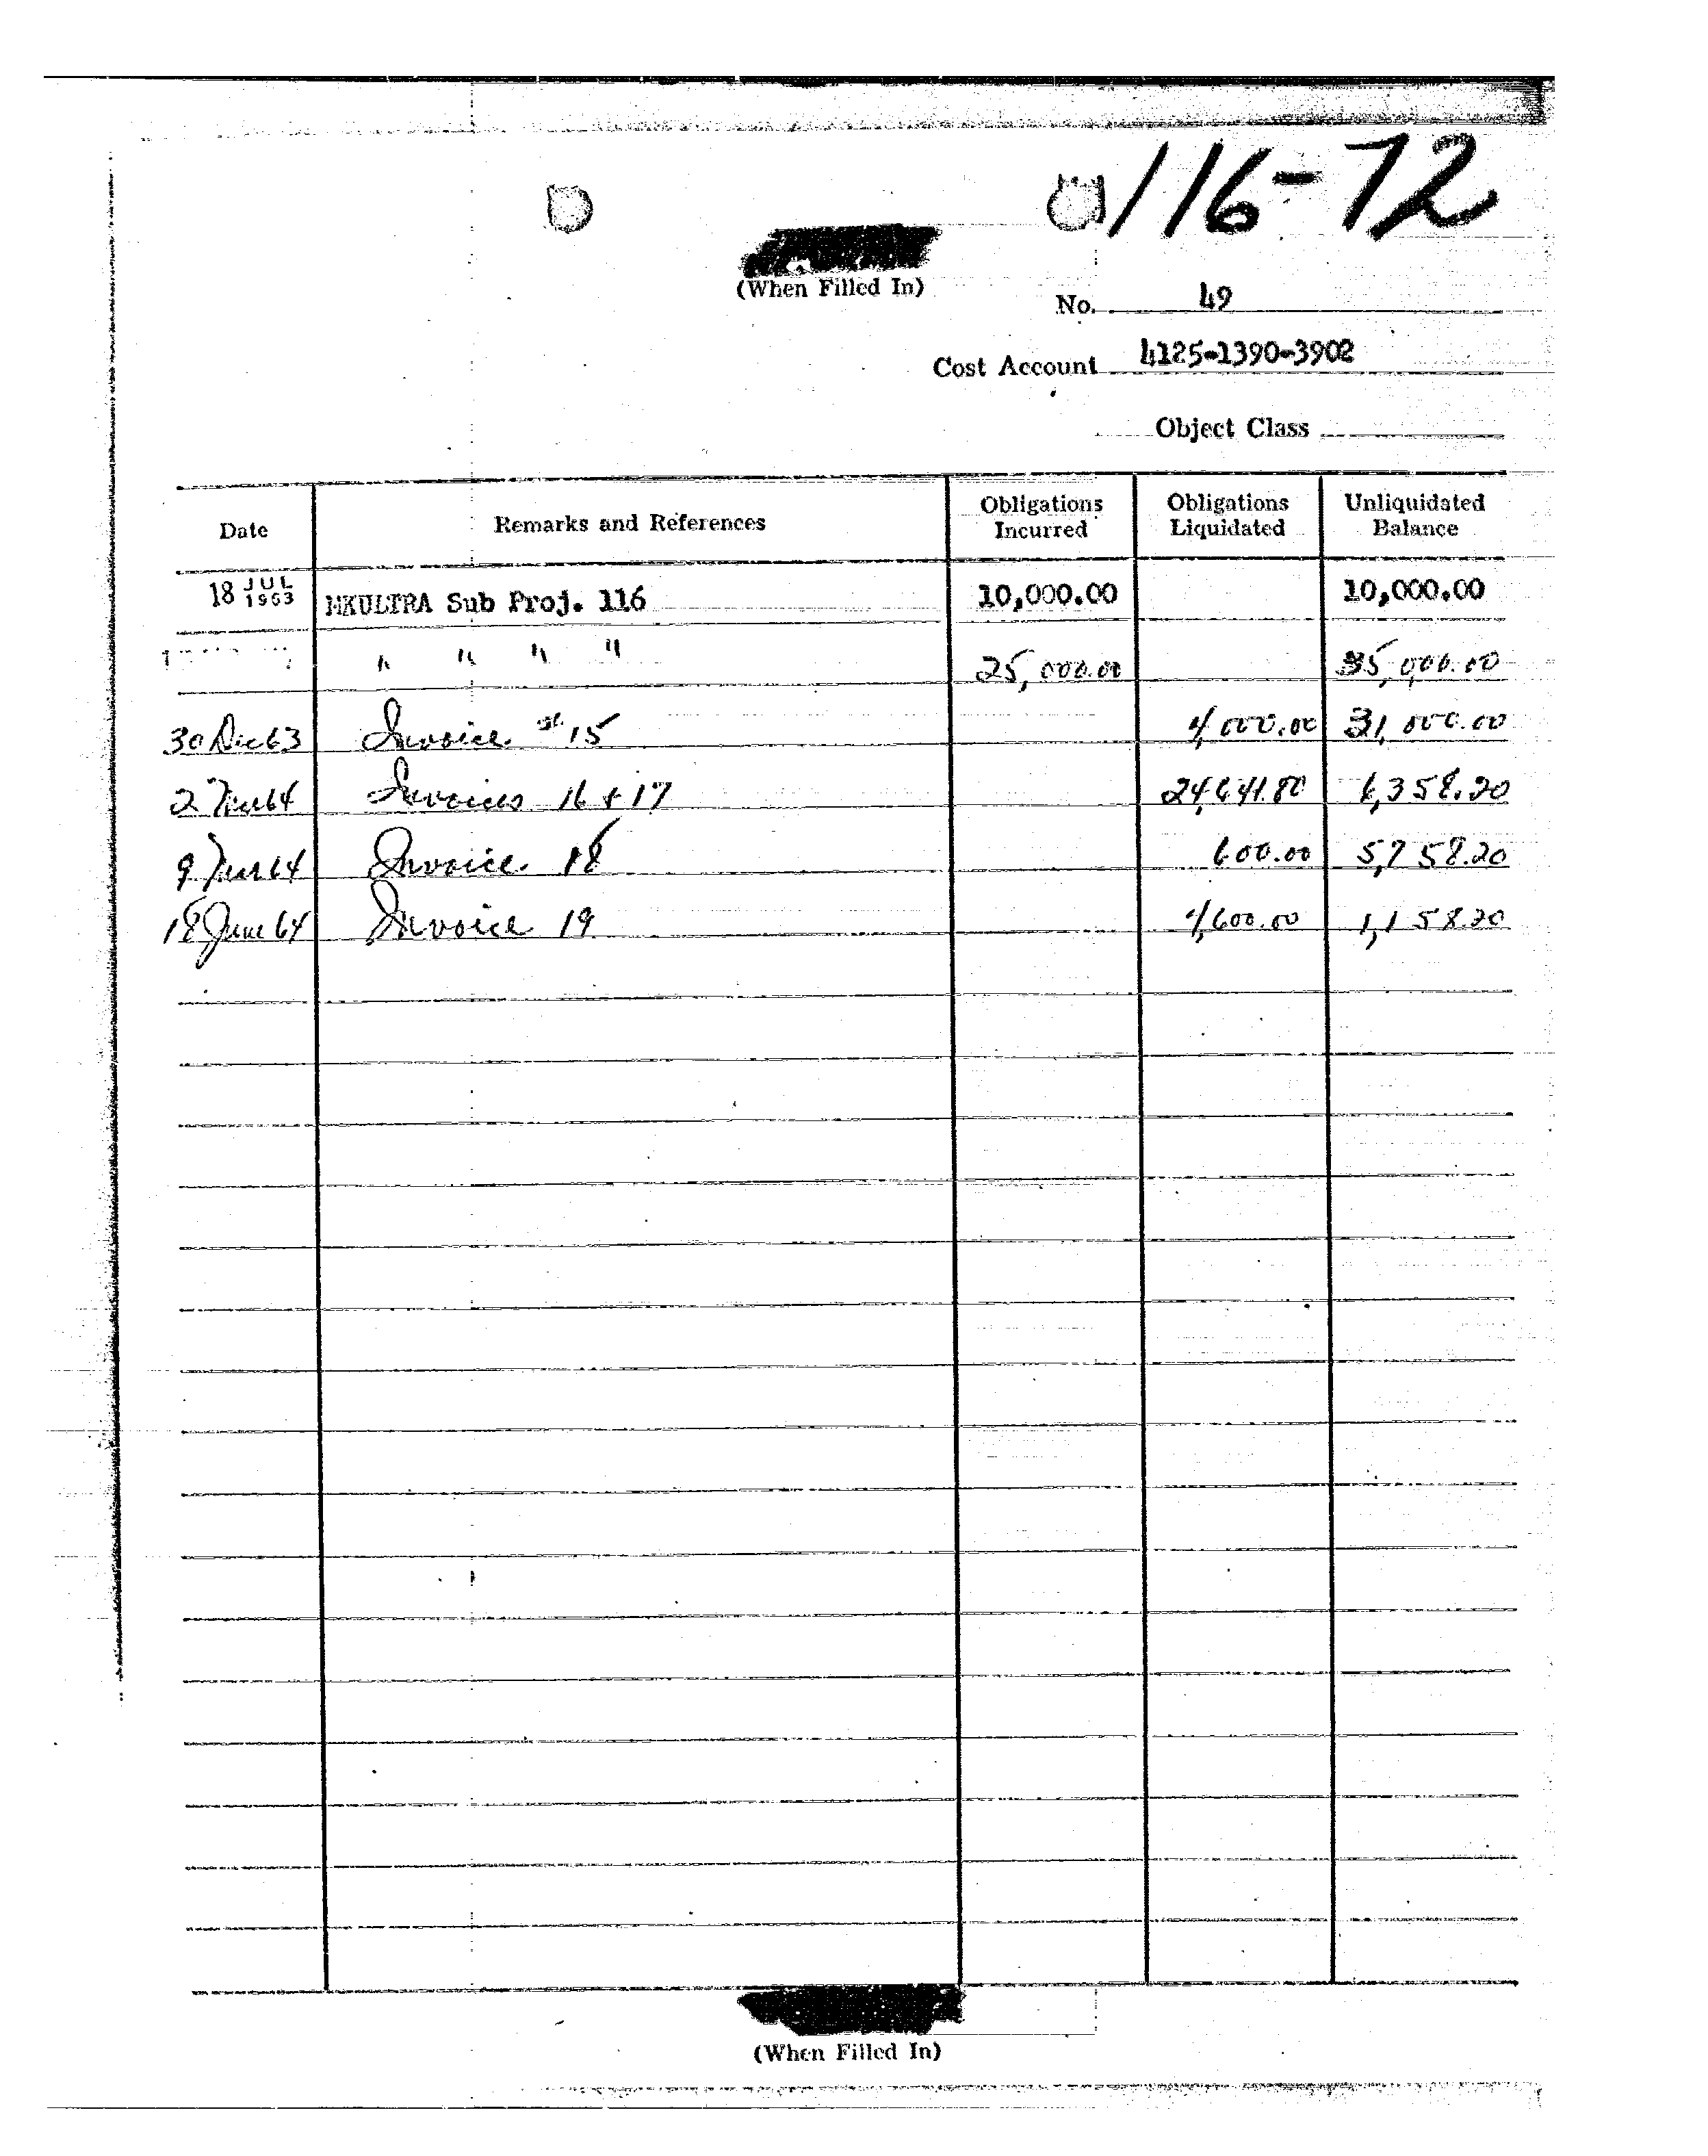 116-72
(When Filled In)
No. 49
Cost Account 4125-1390-3902
Object Class
Date Remarks and References Obligations Incurred Obligations Liquidated Unliquidated Balance
18 JUL 1963 MKULTRA Sub Proj. 116 10,000.00 10,000.00
" " " " 25,000.00 35,000.00
30 Dec 63 Invoice # 15 4,000.00 31,000.00
2 64 Invoices 16 + 17 24,641.80 6,358.20
9 64 Invoice 18 600.00 5,758.20
18 June 64 Invoice 19 4,600.00 1,158.20
(When Filled In)